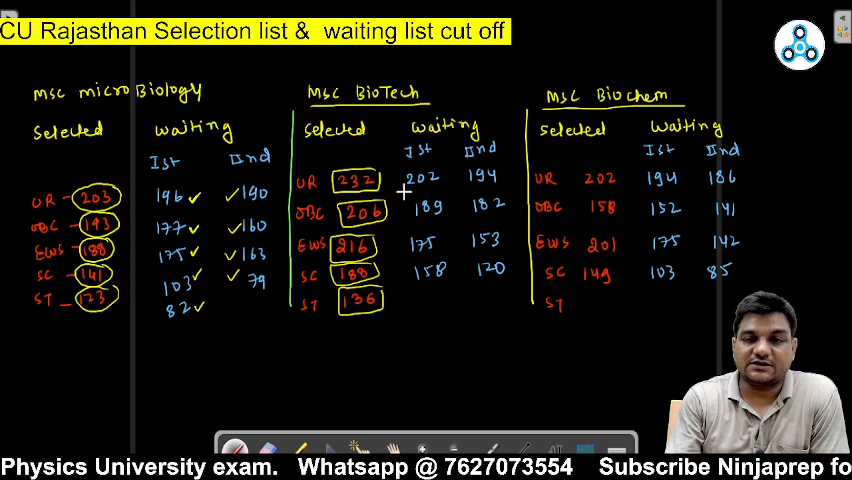 CU Rajasthan Selection list & waiting list cut off
MSC microBiology
Selected Waiting
Ist IInd
UR - 203 196 190
OBC - 193 177 160
EWS - 188 175 163
SC - 141 103 79
ST - 123 82
MSC BioTech
Selected Waiting
Ist IInd
UR 232 202 194
OBC 206 189 182
EWS 216 175 153
SC 188 158 120
ST 136
MSC Biochem
Selected Waiting
Ist IInd
UR 202 194 186
OBC 158 152 141
EWS 201 175 142
SC 149 103 85
ST
Physics University exam. Whatsapp @ 7627073554 Subscribe Ninjaprep fo